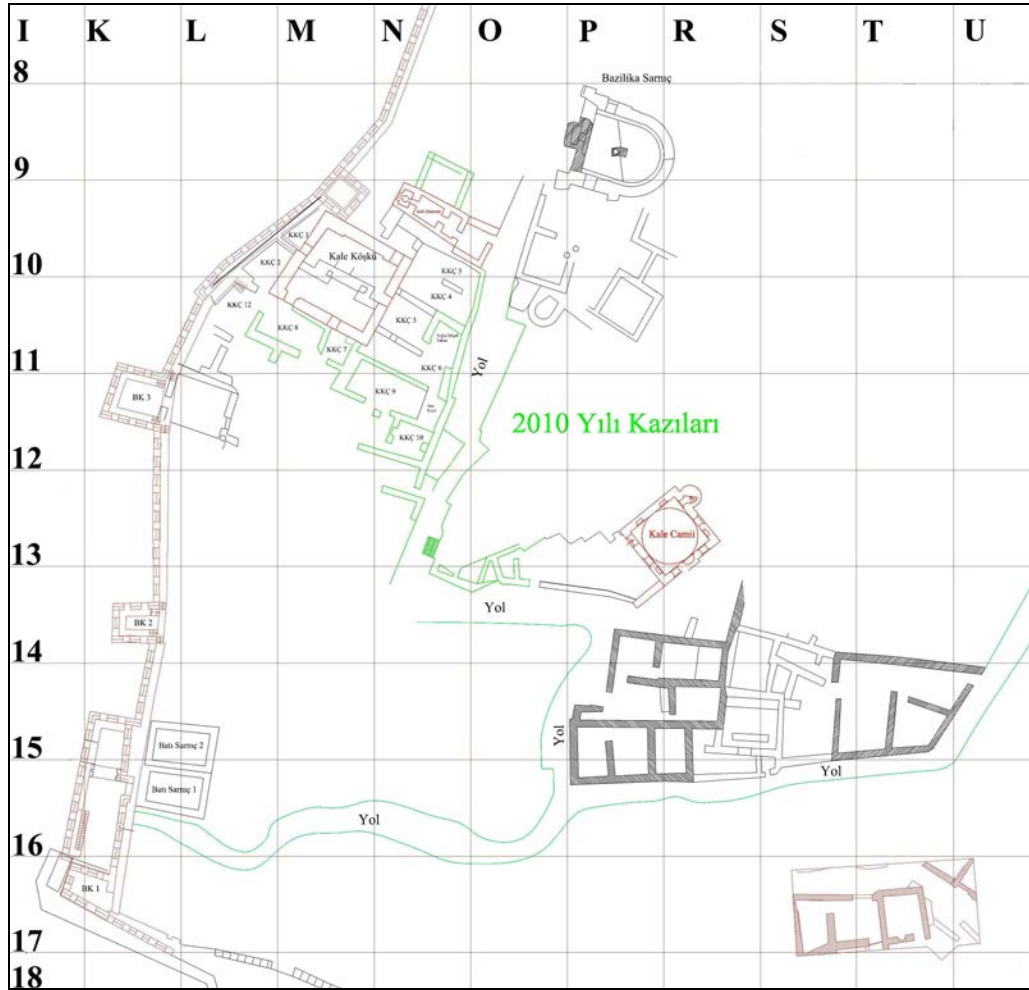 I K L M N O P R S T U
8
Bazilika Sarnıç
9
KKÇ 1
Kale Köşkü
KKÇ 2
10
KKÇ 5
KKÇ 12
KKÇ 4
KKÇ 3
KKÇ 8
KKÇ 7
11
Yol
KKÇ 6
BK 3
KKÇ 9
2010 Yılı Kazıları
KKÇ 10
12
Kale Camii
13
Yol
BK 2
14
Yol
15
Batı Sarnıç 2
Yol
Batı Sarnıç 1
Yol
16
BK 1
17
18